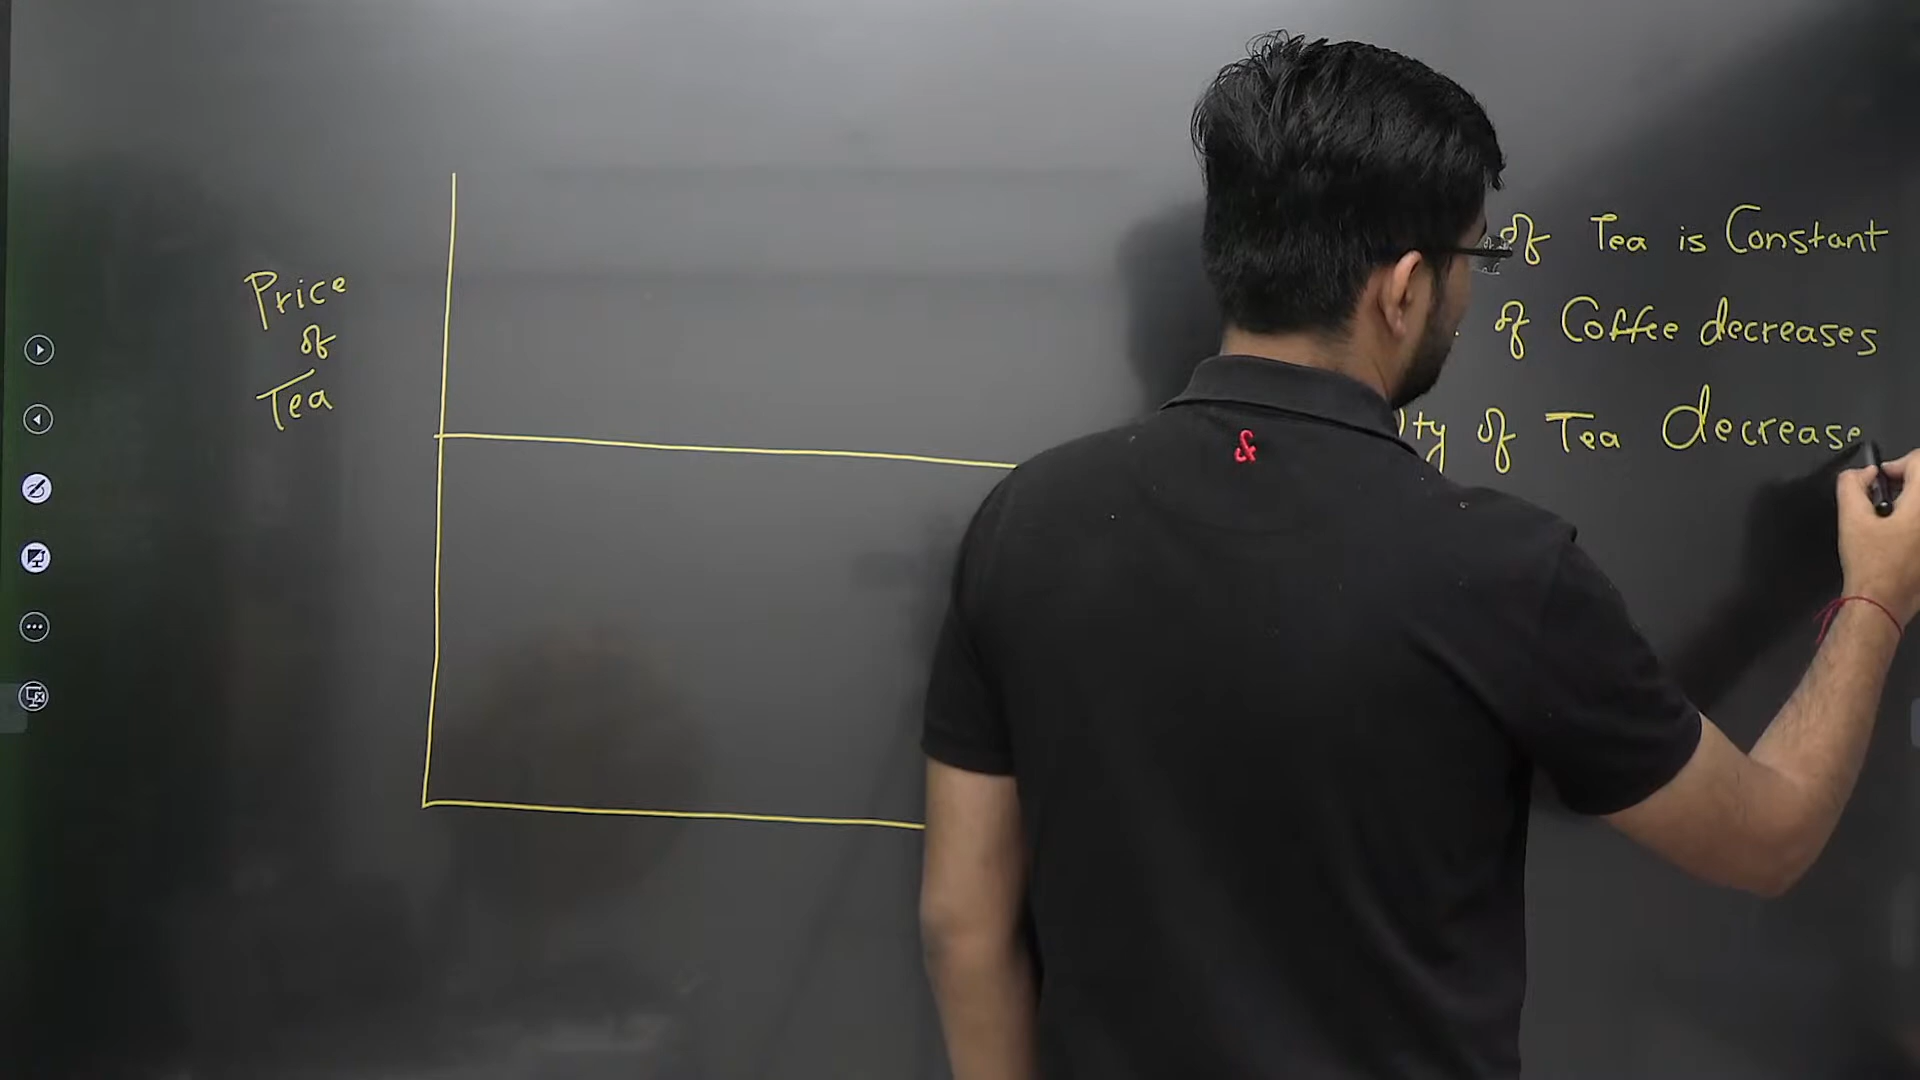 Price
of
Tea
of Tea is Constant
of Coffee decreases
ty of Tea decrease
&